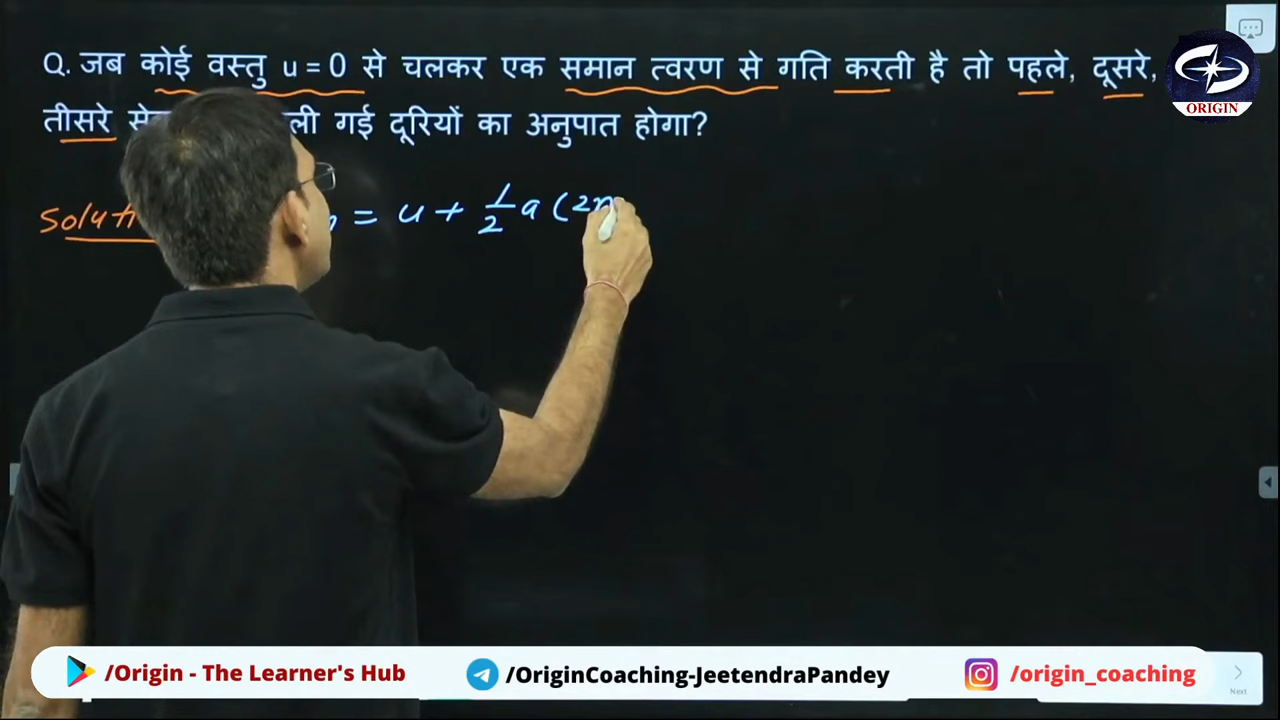 Q. जब कोई वस्तु u = 0 से चलकर एक समान त्वरण से गति करती है तो पहले, दूसरे,
तीसरे गई दूरियों का अनुपात होगा?
= u + 1/2 a (2n
ORIGIN
/Origin - The Learner's Hub
/OriginCoaching-JeetendraPandey
/origin_coaching
Next